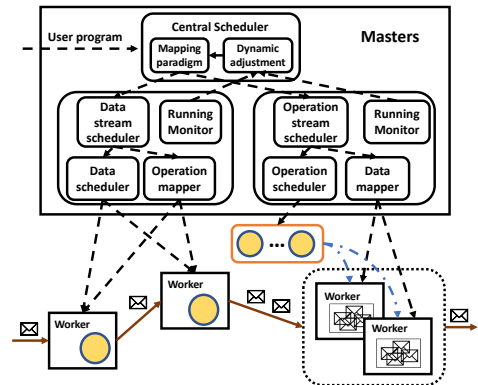 Central Scheduler
Masters
User program
Mapping
paradigm
Dynamic
adjustment
Data
stream
scheduler
Running
Monitor
Operation
stream
scheduler
Running
Monitor
Data
scheduler
Operation
mapper
Operation
scheduler
Data
mapper
...
Worker
Worker
Worker
Worker